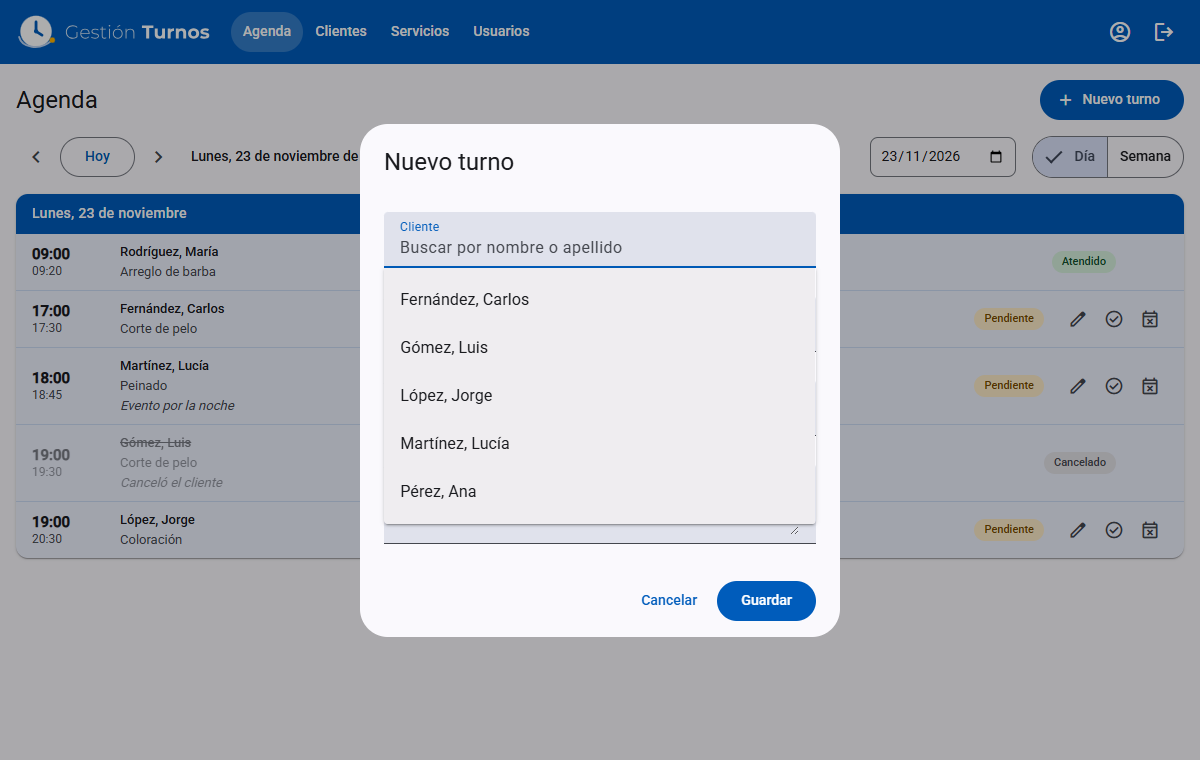 Gestión Turnos
Agenda
Clientes
Servicios
Usuarios
Agenda
Nuevo turno
Hoy
Lunes, 23 de noviembre de
23/11/2026
Día
Semana
Lunes, 23 de noviembre
09:00
09:20
Rodríguez, María
Arreglo de barba
Atendido
17:00
17:30
Fernández, Carlos
Corte de pelo
Pendiente
18:00
18:45
Martínez, Lucía
Peinado
Evento por la noche
Pendiente
19:00
19:30
Gómez, Luis
Corte de pelo
Canceló el cliente
Cancelado
19:00
20:30
López, Jorge
Coloración
Pendiente
Nuevo turno
Cliente
Buscar por nombre o apellido
Fernández, Carlos
Gómez, Luis
López, Jorge
Martínez, Lucía
Pérez, Ana
Cancelar
Guardar